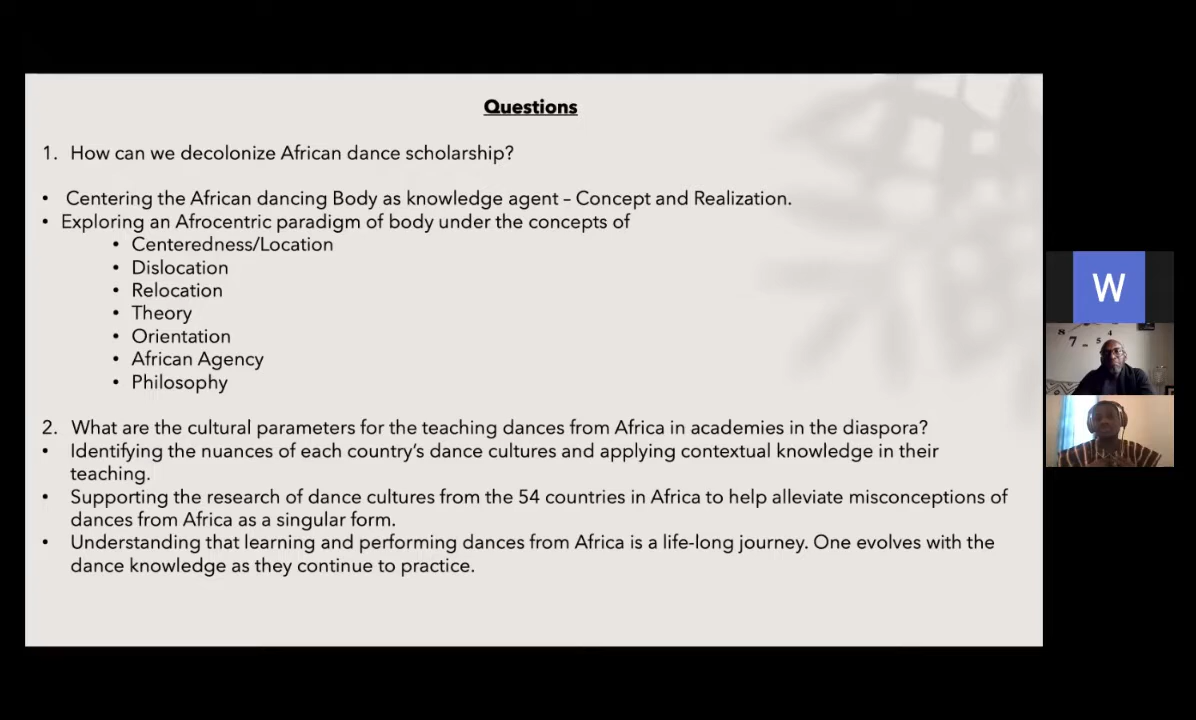 Questions
1. How can we decolonize African dance scholarship?
• Centering the African dancing Body as knowledge agent – Concept and Realization.
• Exploring an Afrocentric paradigm of body under the concepts of
• Centeredness/Location
• Dislocation
• Relocation
• Theory
• Orientation
• African Agency
• Philosophy
2. What are the cultural parameters for the teaching dances from Africa in academies in the diaspora?
• Identifying the nuances of each country's dance cultures and applying contextual knowledge in their
teaching.
• Supporting the research of dance cultures from the 54 countries in Africa to help alleviate misconceptions of
dances from Africa as a singular form.
• Understanding that learning and performing dances from Africa is a life-long journey. One evolves with the
dance knowledge as they continue to practice.
W
8
4
7
5